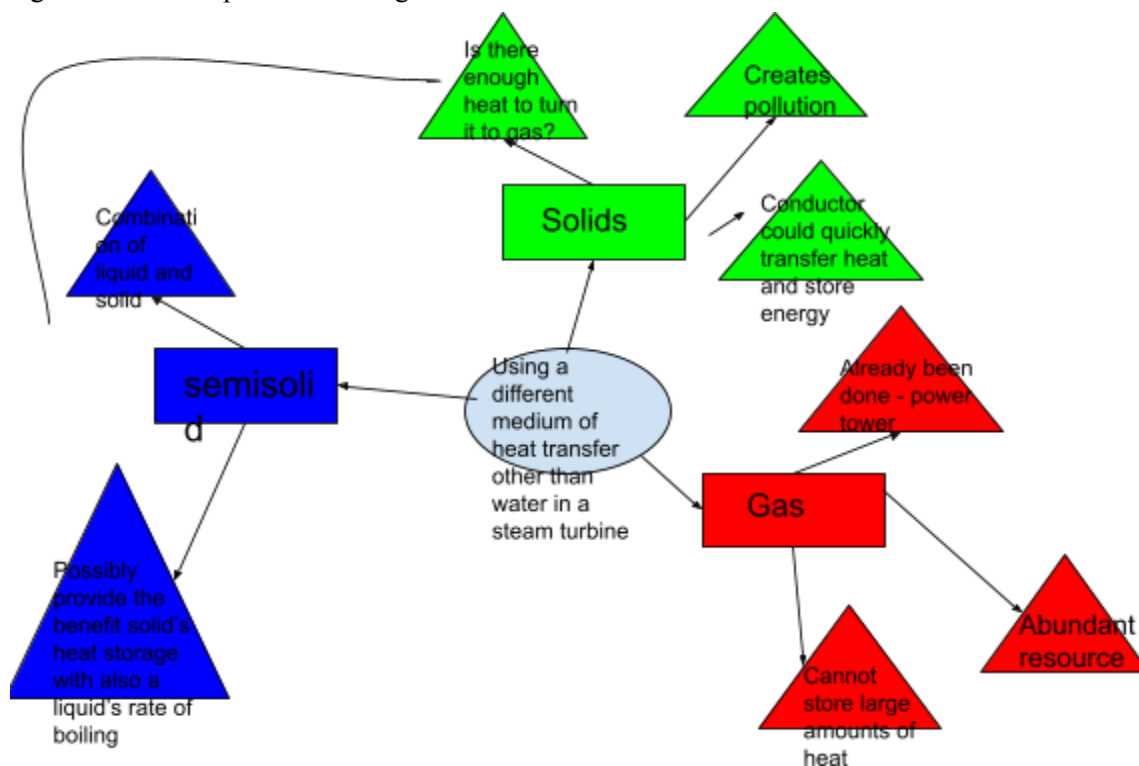 Is there
enough
heat to turn
it to gas?
Creates
pollution
Solids
Conductor
could quickly
transfer heat
and store
energy
Combinati
on of
liquid and
solid
semisoli
d
Using a
different
medium of
heat transfer
other than
water in a
steam turbine
Already been
done - power
tower
Gas
Possibly
provide the
benefit solid's
heat storage
with also a
liquid's rate of
boiling
Abundant
resource
Cannot
store large
amounts of
heat